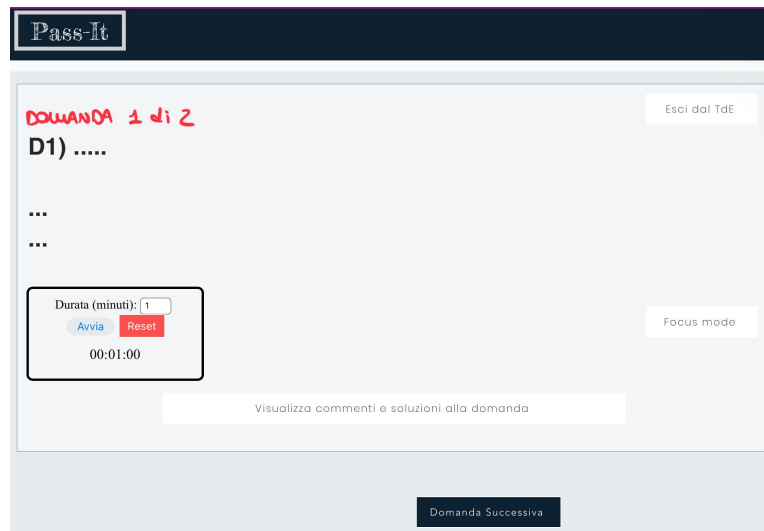 Pass-It
Esci dal TdE
DOMANDA 1 di 2
D1) .....
...
...
Durata (minuti): 1
Avvia Reset
00:01:00
Focus mode
Visualizza commenti e soluzioni alla domanda
Domanda Successiva